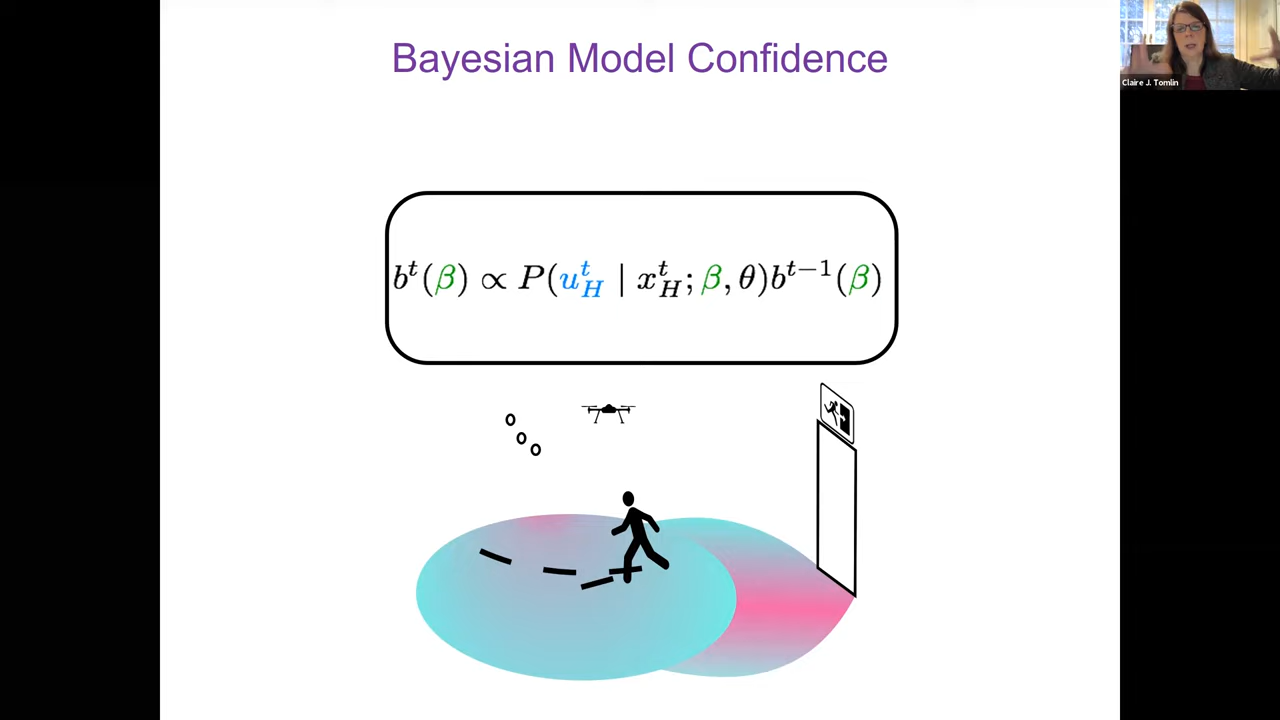 Bayesian Model Confidence
Claire J. Tomlin
b^t(β) ∝ P(u_H^t | x_H^t; β, θ)b^{t−1}(β)